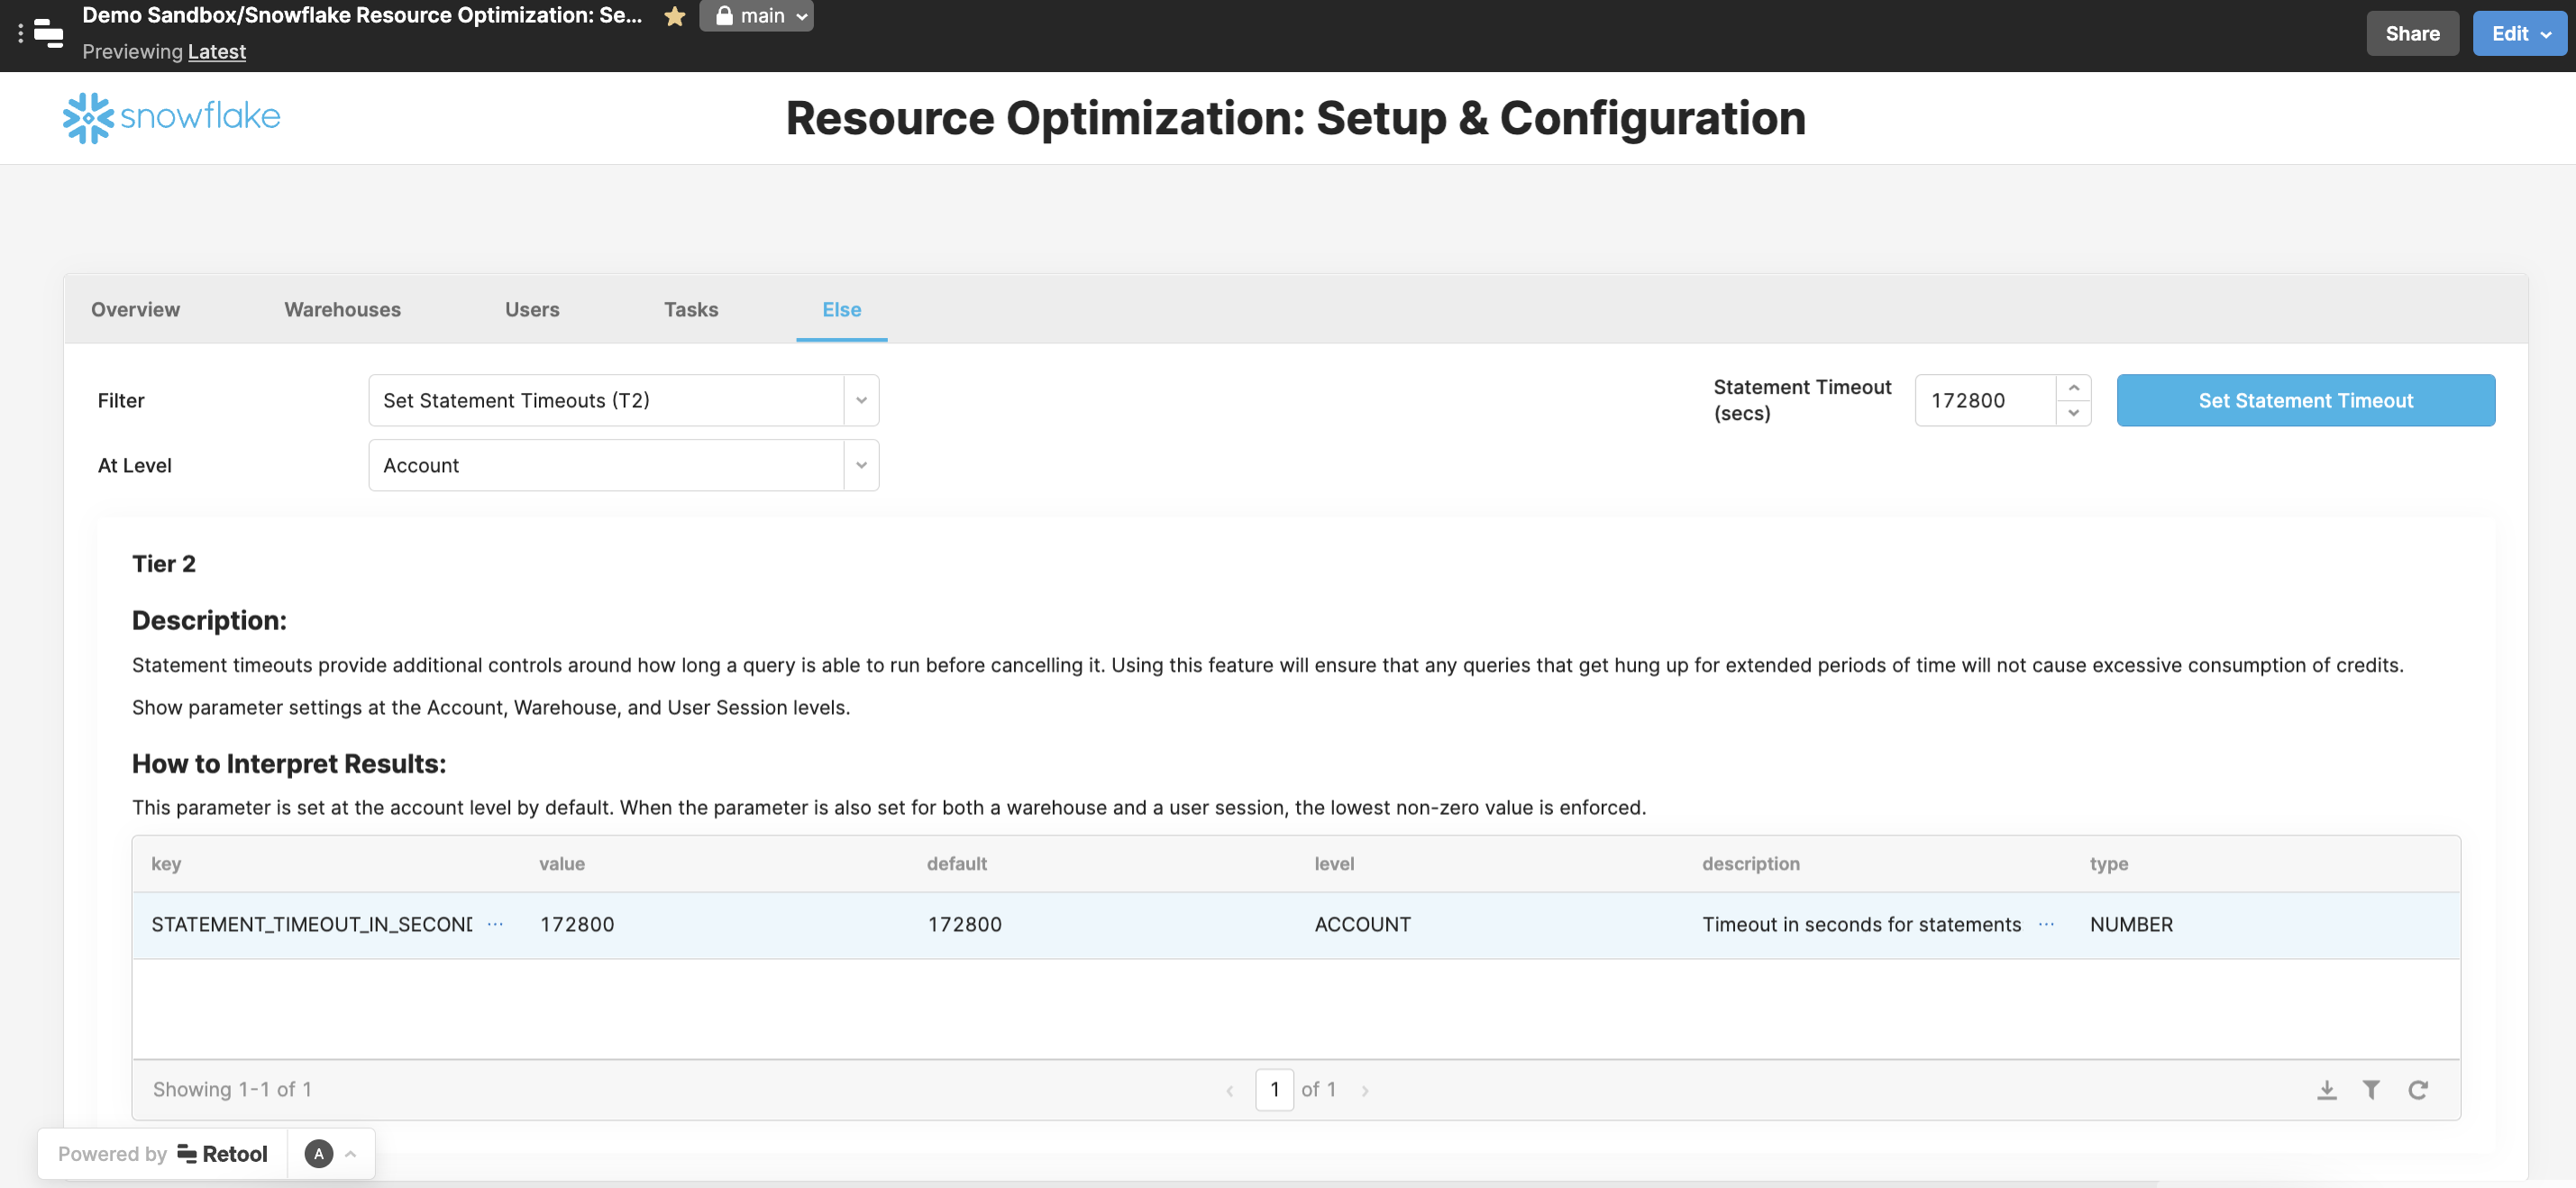 Demo Sandbox/Snowflake Resource Optimization: Se...
main
Previewing Latest
Share
Edit
snowflake
Resource Optimization: Setup & Configuration
Overview
Warehouses
Users
Tasks
Else
Filter
Set Statement Timeouts (T2)
Statement Timeout
(secs)
172800
Set Statement Timeout
At Level
Account
Tier 2
Description:
Statement timeouts provide additional controls around how long a query is able to run before cancelling it. Using this feature will ensure that any queries that get hung up for extended periods of time will not cause excessive consumption of credits.
Show parameter settings at the Account, Warehouse, and User Session levels.
How to Interpret Results:
This parameter is set at the account level by default. When the parameter is also set for both a warehouse and a user session, the lowest non-zero value is enforced.
key value default level description type
STATEMENT_TIMEOUT_IN_SECOND ··· 172800 172800 ACCOUNT Timeout in seconds for statements ··· NUMBER
Showing 1-1 of 1
1 of 1
Powered by Retool
A